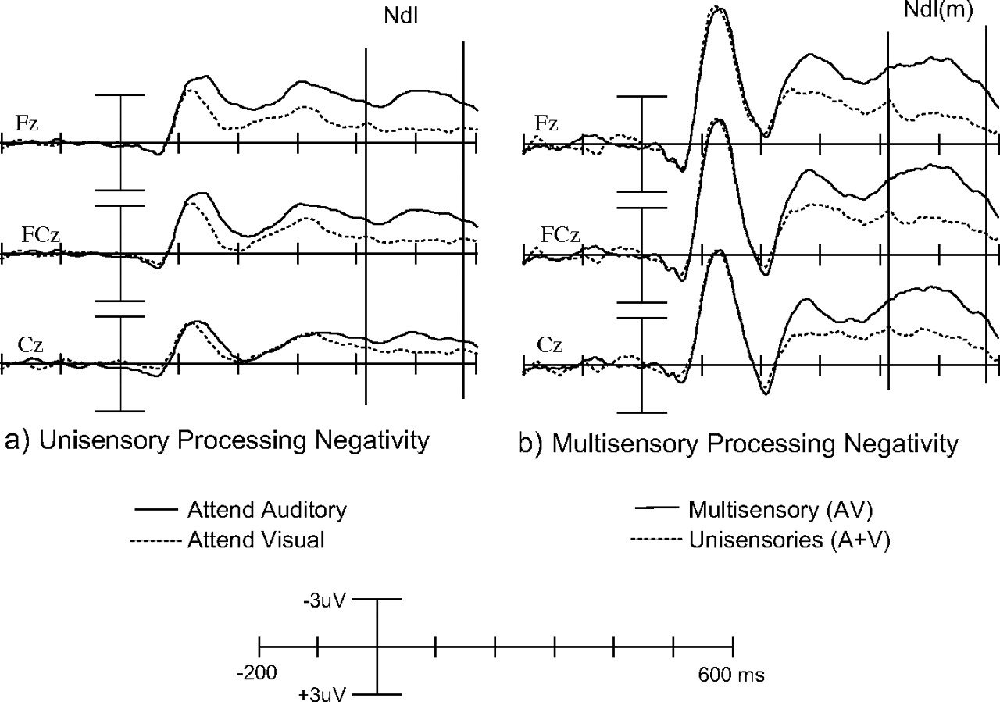 Ndl
Fz
FCz
Cz
a) Unisensory Processing Negativity
Attend Auditory
Attend Visual
Ndl(m)
Fz
FCz
Cz
b) Multisensory Processing Negativity
Multisensory (AV)
Unisensories (A+V)
-3uV
-200
600 ms
+3uV